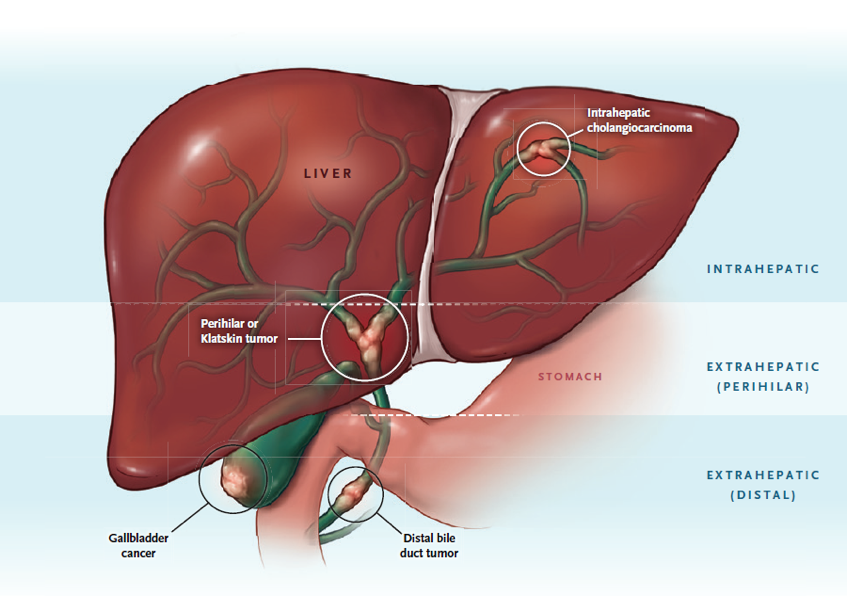 Intrahepatic
cholangiocarcinoma
LIVER
INTRAHEPATIC
Perihilar or
Klatskin tumor
STOMACH
EXTRAHEPATIC
(PERIHILAR)
EXTRAHEPATIC
(DISTAL)
Gallbladder
cancer
Distal bile
duct tumor